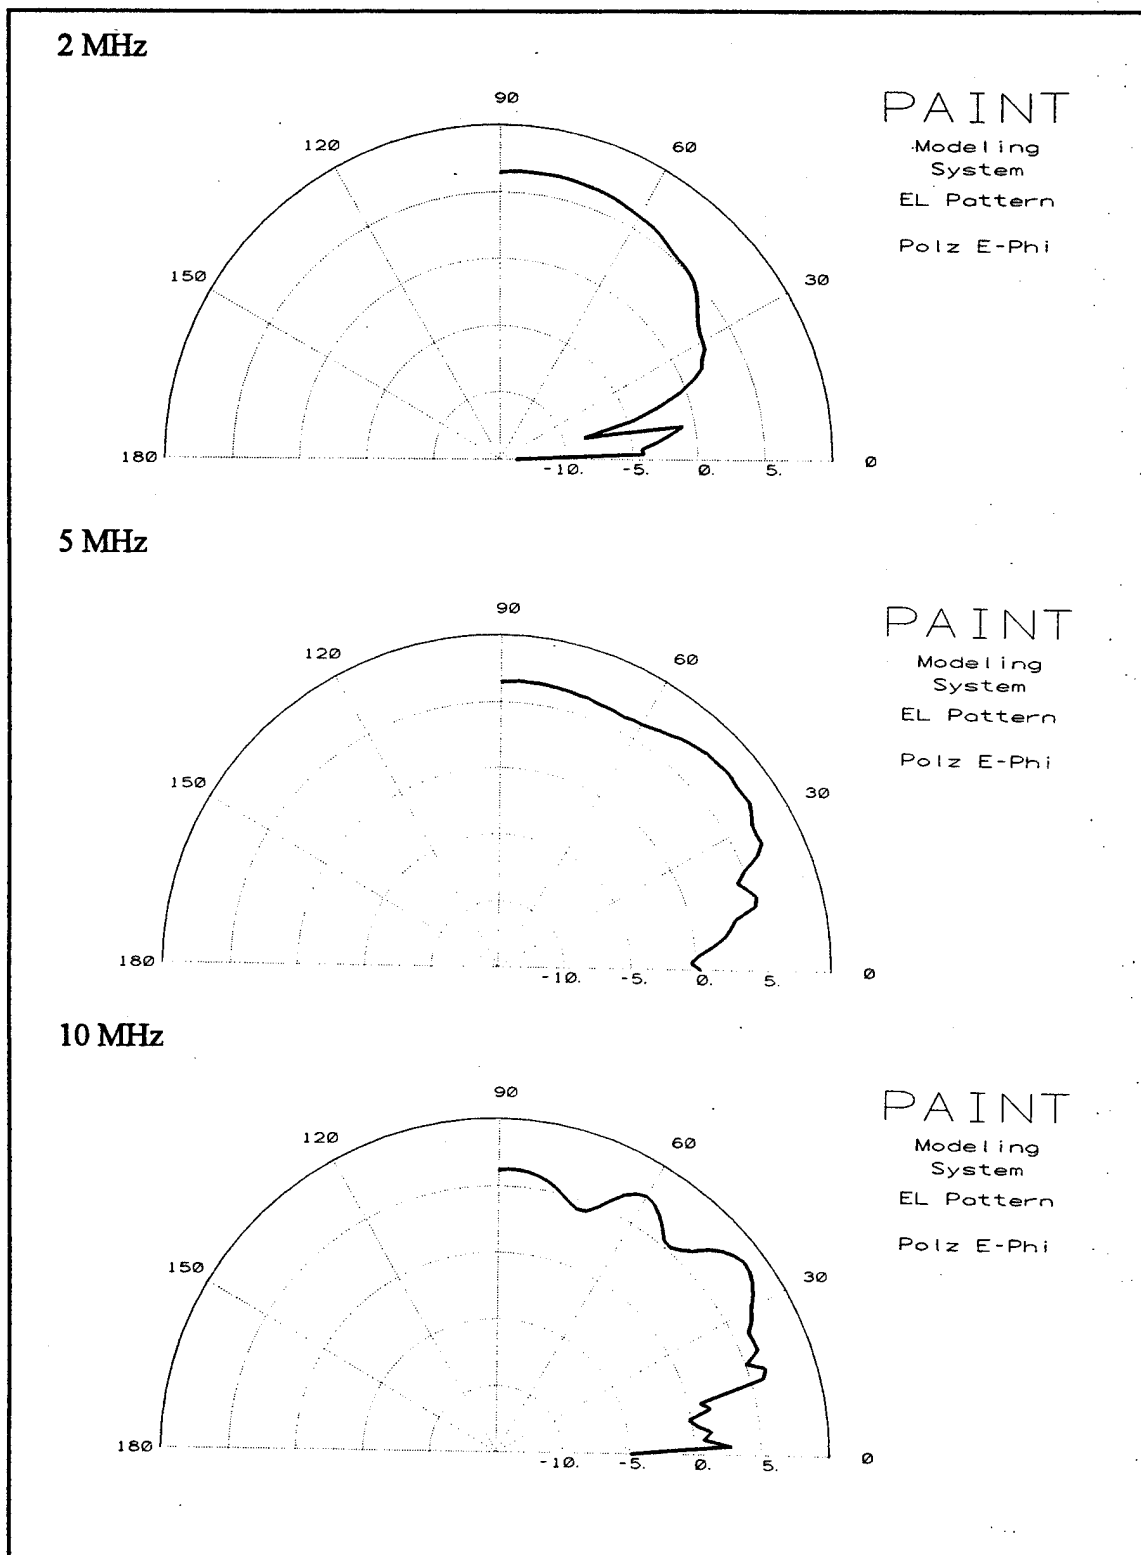 2 MHz
90
120
60
150
30
180
-10. -5. 0. 5.
0
PAINT
Modeling
System
EL Pattern
Polz E-Phi
5 MHz
90
120
60
150
30
180
-10. -5. 0. 5.
0
PAINT
Modeling
System
EL Pattern
Polz E-Phi
10 MHz
90
120
60
150
30
180
-10. -5. 0. 5.
0
PAINT
Modeling
System
EL Pattern
Polz E-Phi